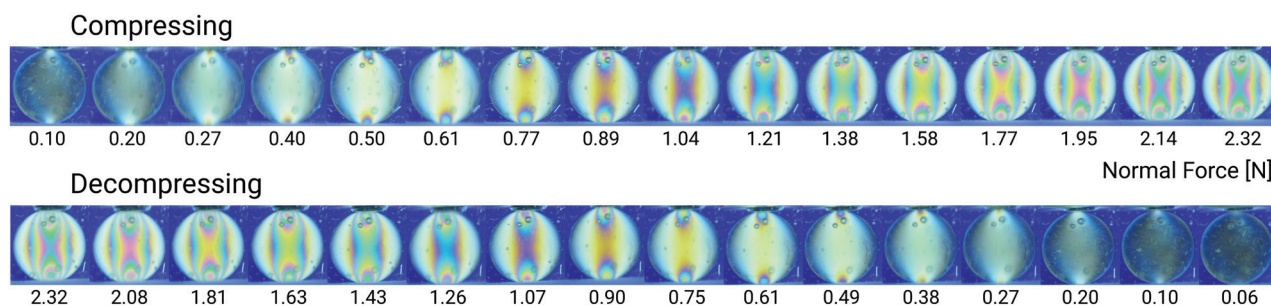 Compressing
0.10 0.20 0.27 0.40 0.50 0.61 0.77 0.89 1.04 1.21 1.38 1.58 1.77 1.95 2.14 2.32
Normal Force [N]
Decompressing
2.32 2.08 1.81 1.63 1.43 1.26 1.07 0.90 0.75 0.61 0.49 0.38 0.27 0.20 0.10 0.06